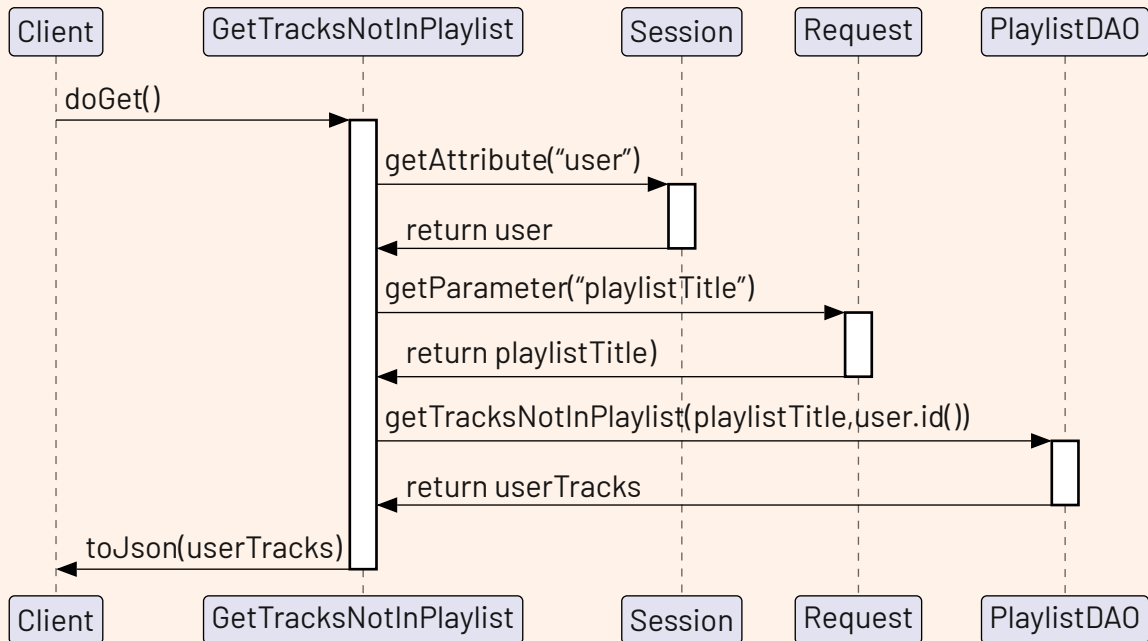 Client
GetTracksNotInPlaylist
Session
Request
PlaylistDAO
doGet()
getAttribute(“user”)
return user
getParameter(“playlistTitle”)
return playlistTitle)
getTracksNotInPlaylist(playlistTitle,user.id())
return userTracks
toJson(userTracks)
Client
GetTracksNotInPlaylist
Session
Request
PlaylistDAO